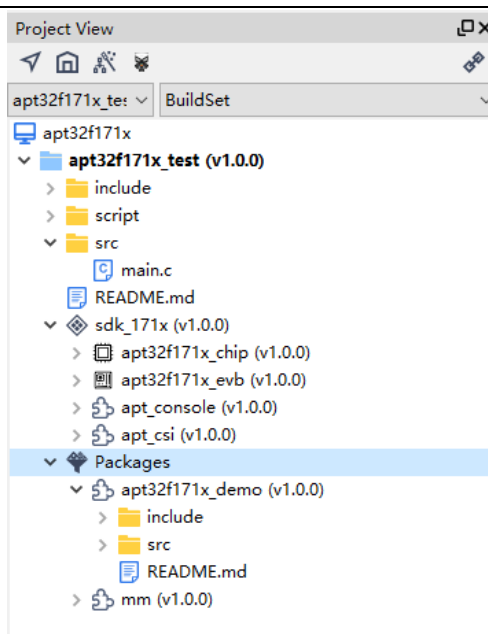 Project View
apt32f171x_tes
BuildSet
apt32f171x
apt32f171x_test (v1.0.0)
include
script
src
main.c
README.md
sdk_171x (v1.0.0)
apt32f171x_chip (v1.0.0)
apt32f171x_evb (v1.0.0)
apt_console (v1.0.0)
apt_csi (v1.0.0)
Packages
apt32f171x_demo (v1.0.0)
include
src
README.md
mm (v1.0.0)